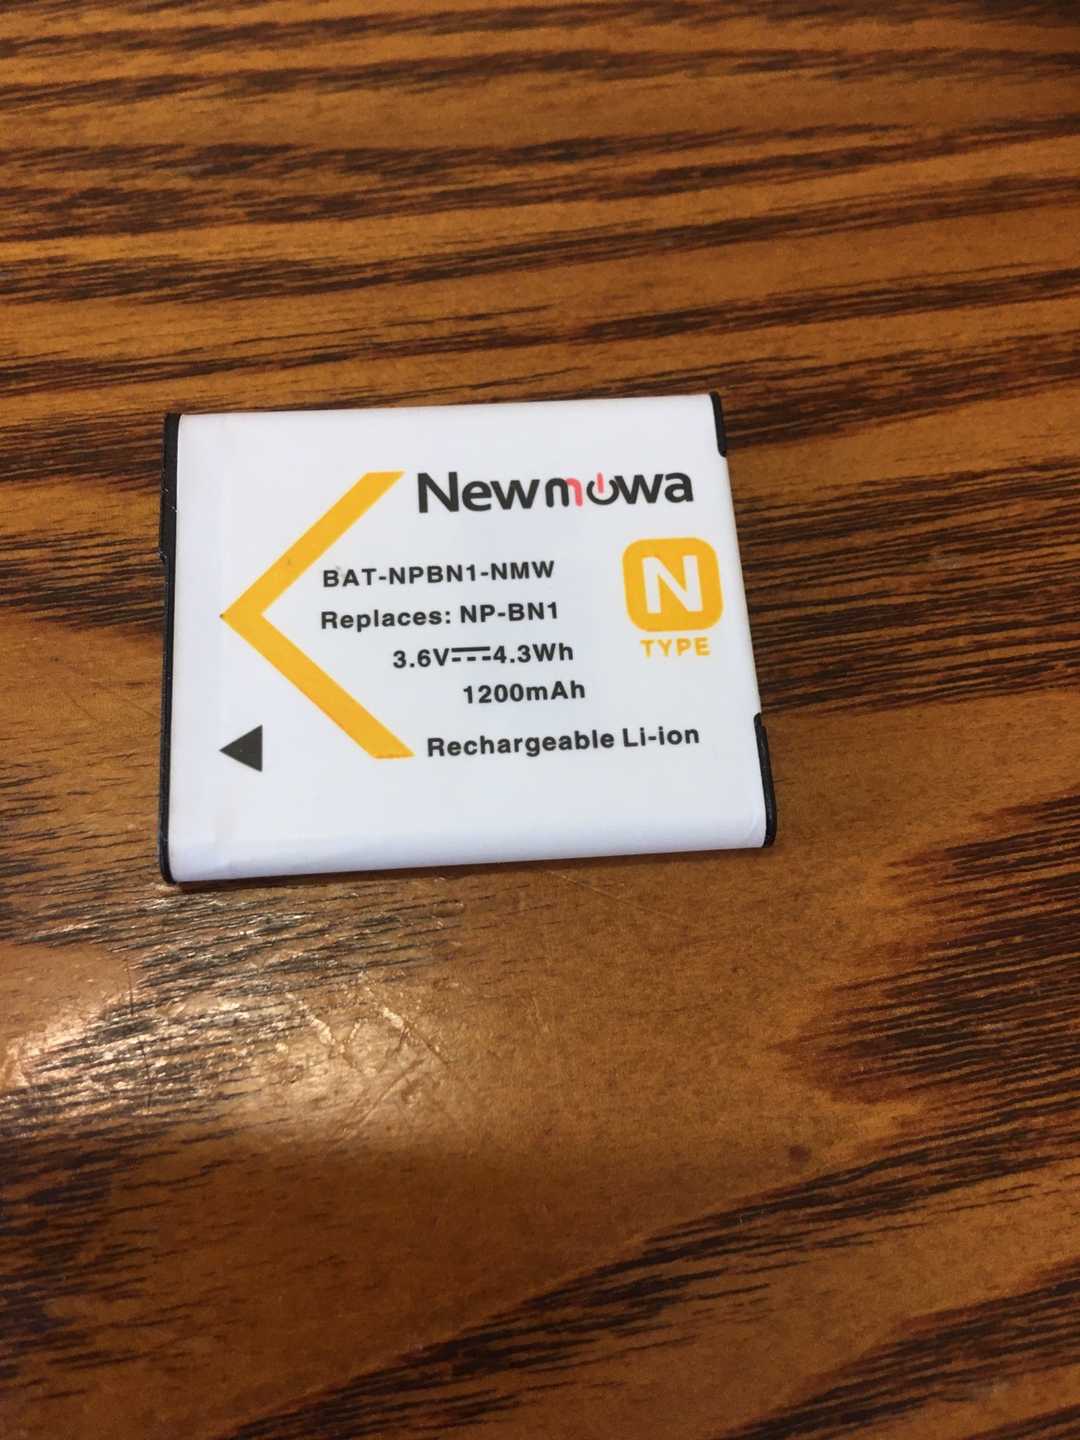 Newmowa
BAT-NPBN1-NMW
Replaces: NP-BN1
3.6V⎓4.3Wh
1200mAh
Rechargeable Li-ion
N
TYPE